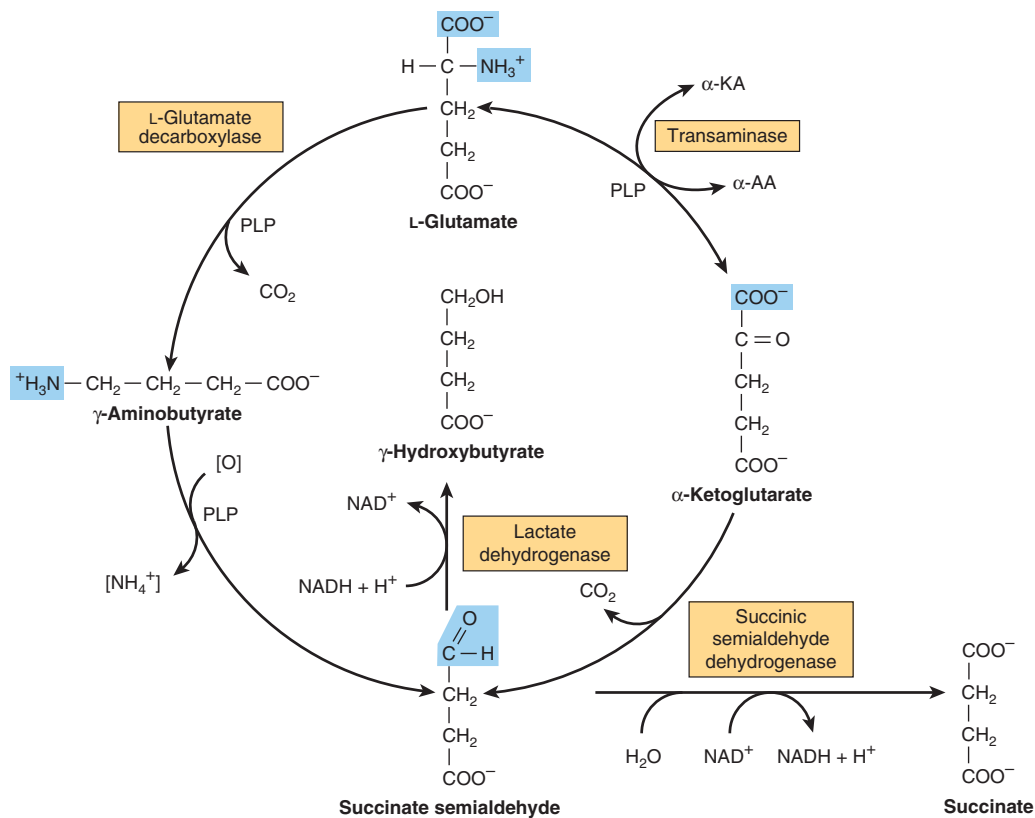 COO⁻
H — C — NH₃⁺
CH₂
CH₂
COO⁻
L-Glutamate
L-Glutamate
decarboxylase
PLP
CO₂
α-KA
Transaminase
PLP
α-AA
CH₂OH
CH₂
CH₂
COO⁻
γ-Hydroxybutyrate
COO⁻
C = O
CH₂
CH₂
COO⁻
α-Ketoglutarate
⁺H₃N — CH₂ — CH₂ — CH₂ — COO⁻
γ-Aminobutyrate
[O]
PLP
[NH₄⁺]
NAD⁺
Lactate
dehydrogenase
NADH + H⁺
CO₂
Succinic
semialdehyde
dehydrogenase
O
C — H
CH₂
CH₂
COO⁻
Succinate semialdehyde
H₂O
NAD⁺
NADH + H⁺
COO⁻
CH₂
CH₂
COO⁻
Succinate